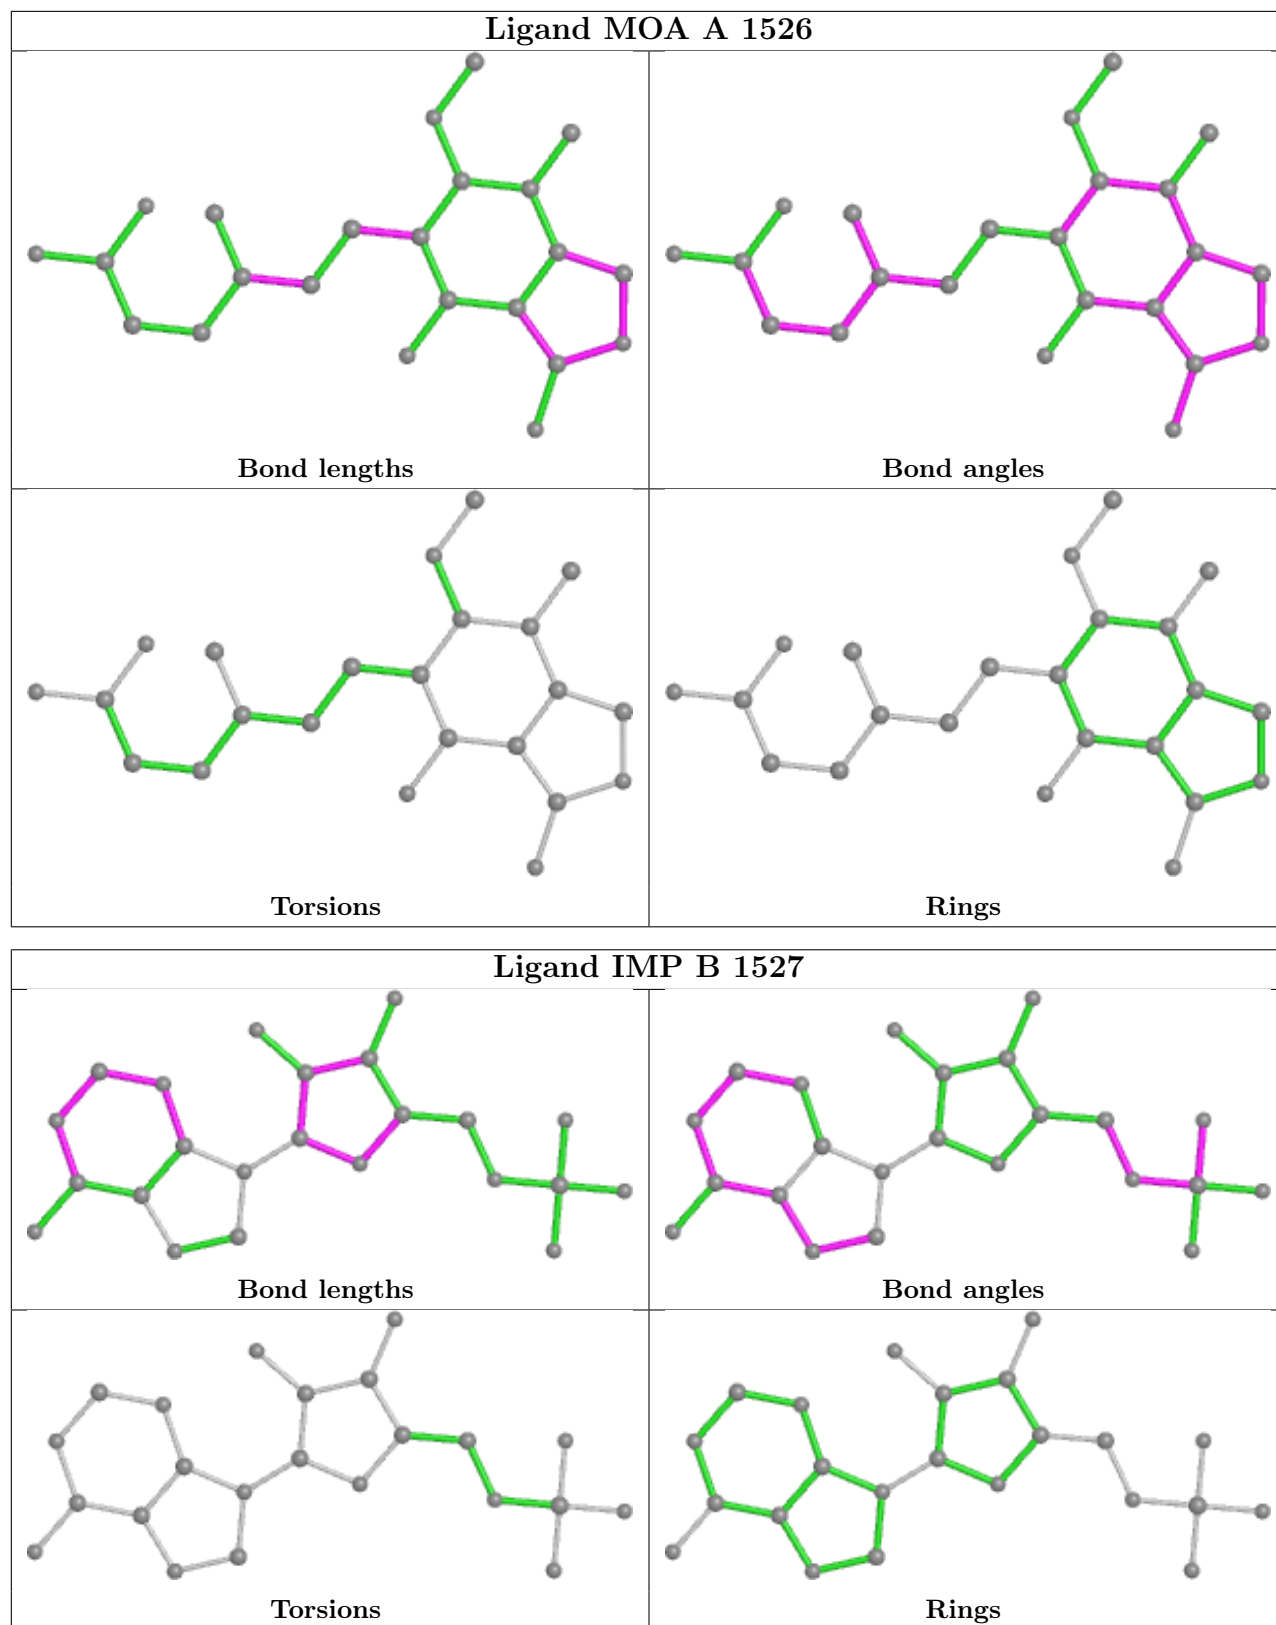 Ligand MOA A 1526
Bond lengths
Bond angles
Torsions
Rings
Ligand IMP B 1527
Bond lengths
Bond angles
Torsions
Rings